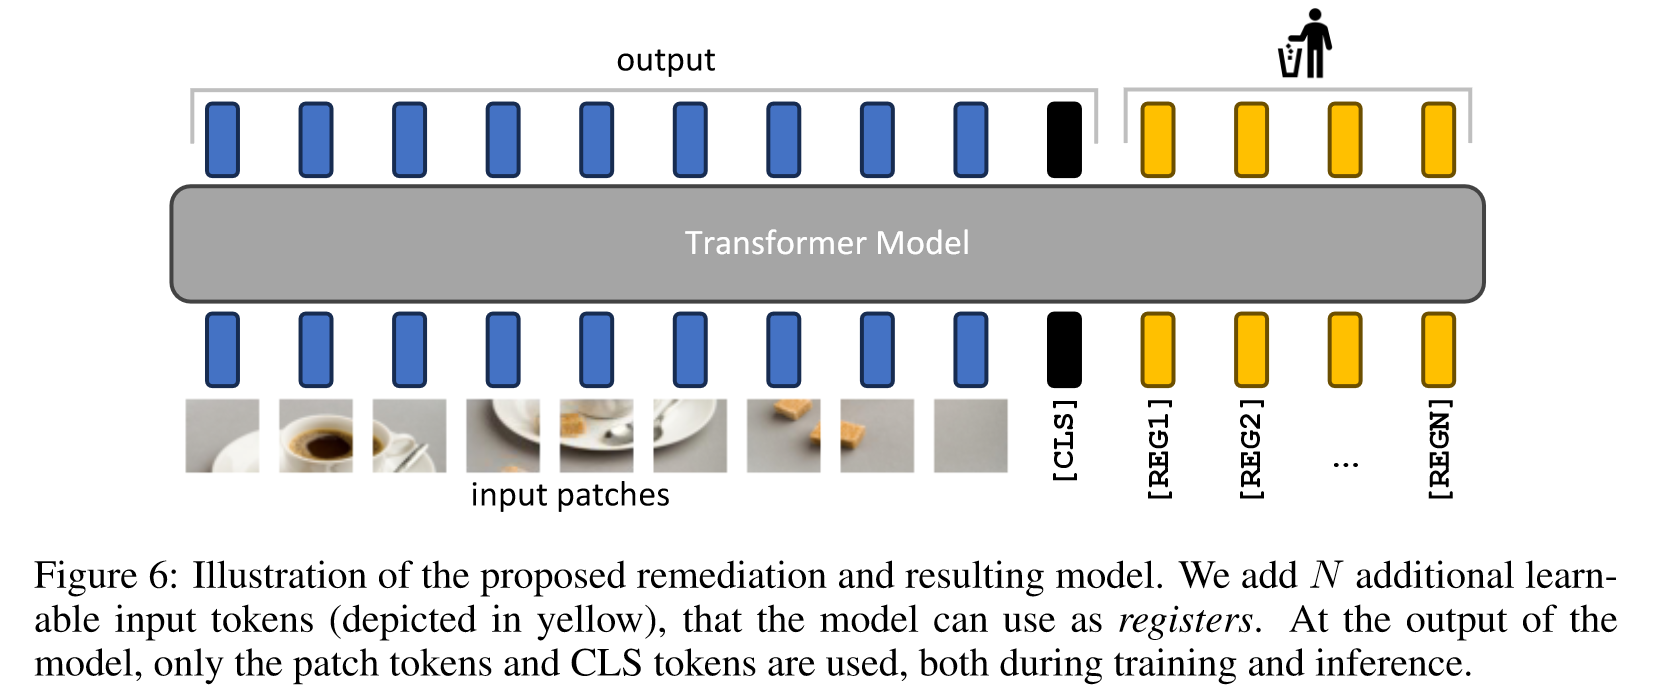 output
Transformer Model
[CLS]
[REG1]
[REG2]
...
[REGN]
input patches
Figure 6: Illustration of the proposed remediation and resulting model. We add N additional learn-
able input tokens (depicted in yellow), that the model can use as registers. At the output of the
model, only the patch tokens and CLS tokens are used, both during training and inference.